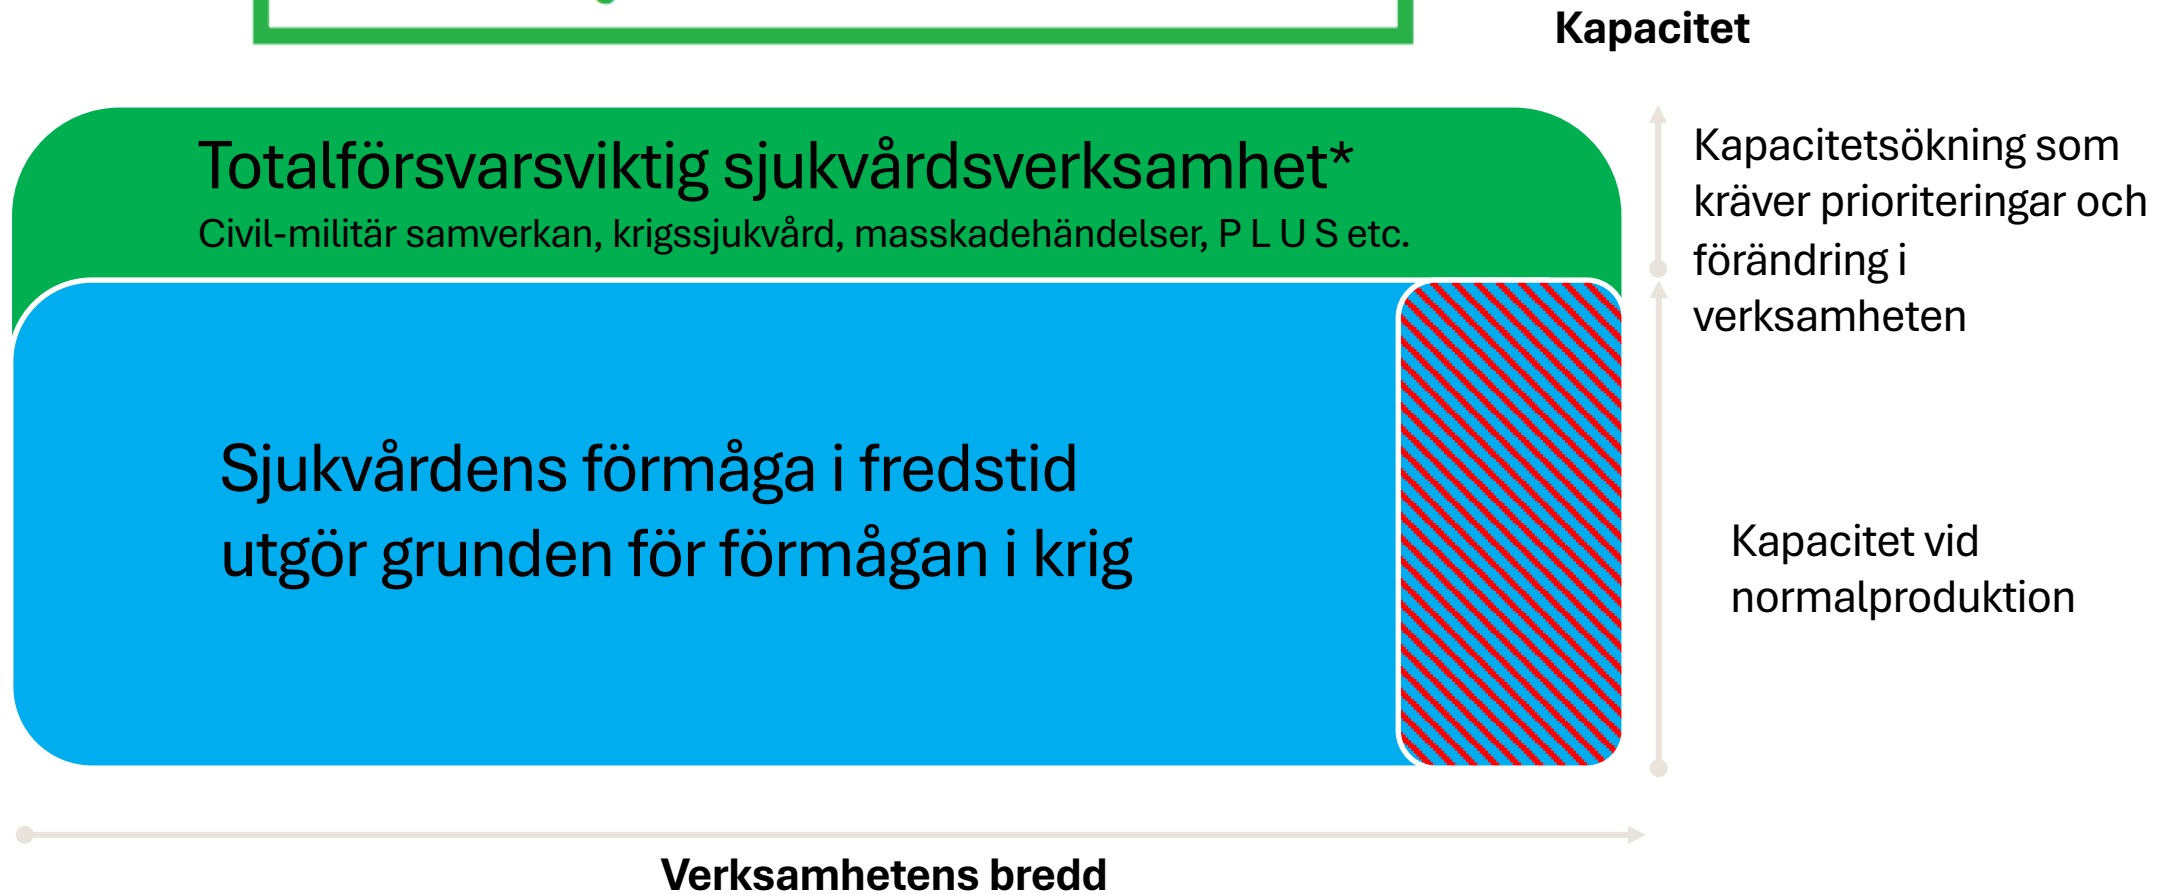 Kapacitet
Totalförsvarsviktig sjukvårdsverksamhet*
Civil-militär samverkan, krigssjukvård, masskadehändelser, P L U S etc.
Kapacitetsökning som
kräver prioriteringar och
förändring i
verksamheten
Sjukvårdens förmåga i fredstid
utgör grunden för förmågan i krig
Kapacitet vid
normalproduktion
Verksamhetens bredd